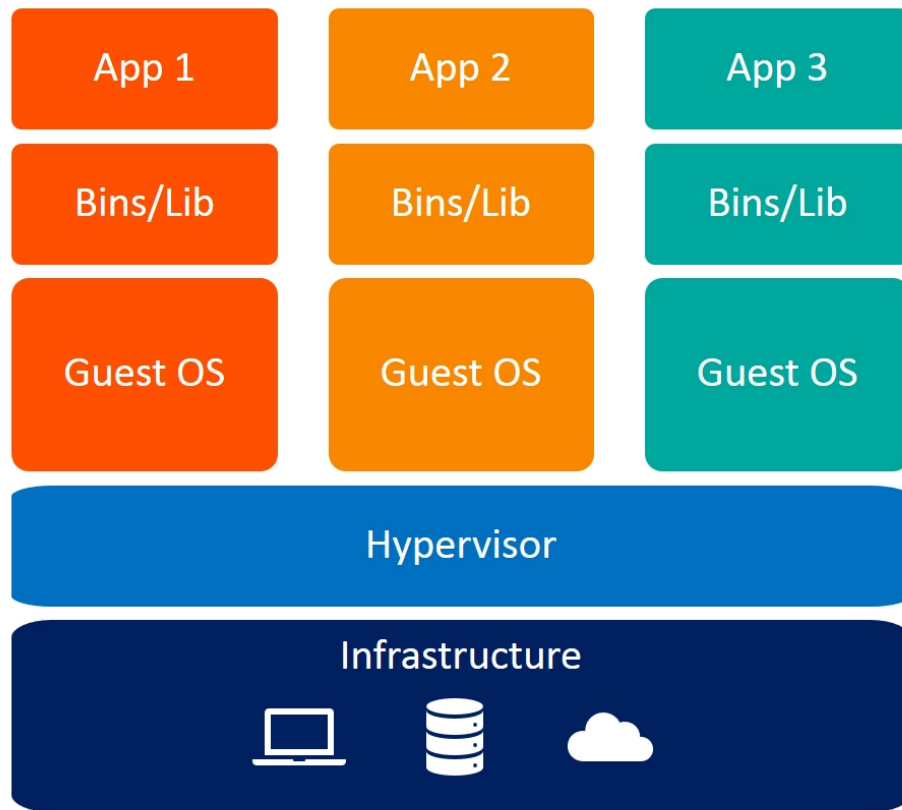 App 1
App 2
App 3
Bins/Lib
Bins/Lib
Bins/Lib
Guest OS
Guest OS
Guest OS
Hypervisor
Infrastructure